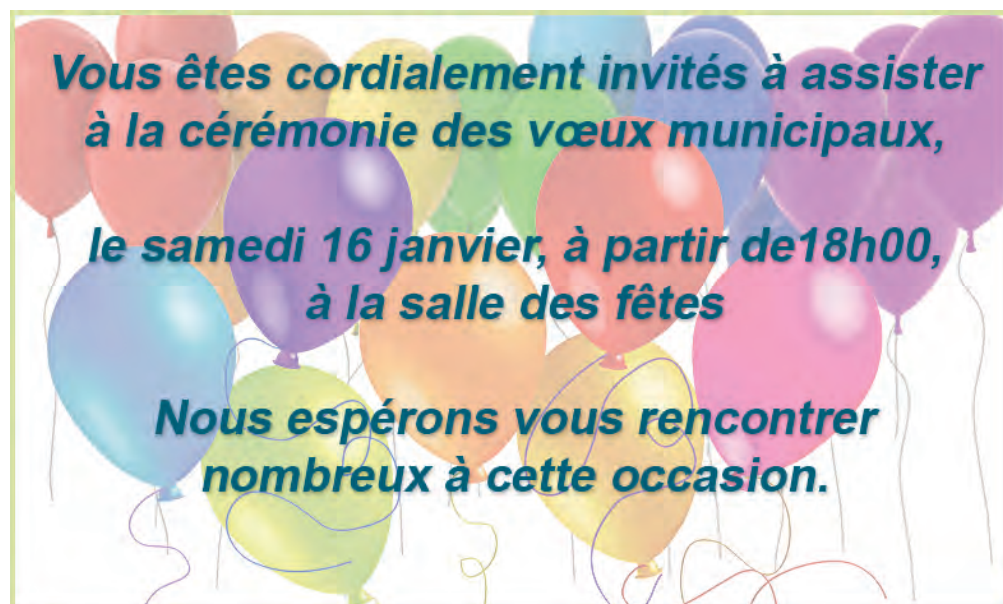 Vous êtes cordialement invités à assister
à la cérémonie des vœux municipaux,
le samedi 16 janvier, à partir de18h00,
à la salle des fêtes
Nous espérons vous rencontrer
nombreux à cette occasion.